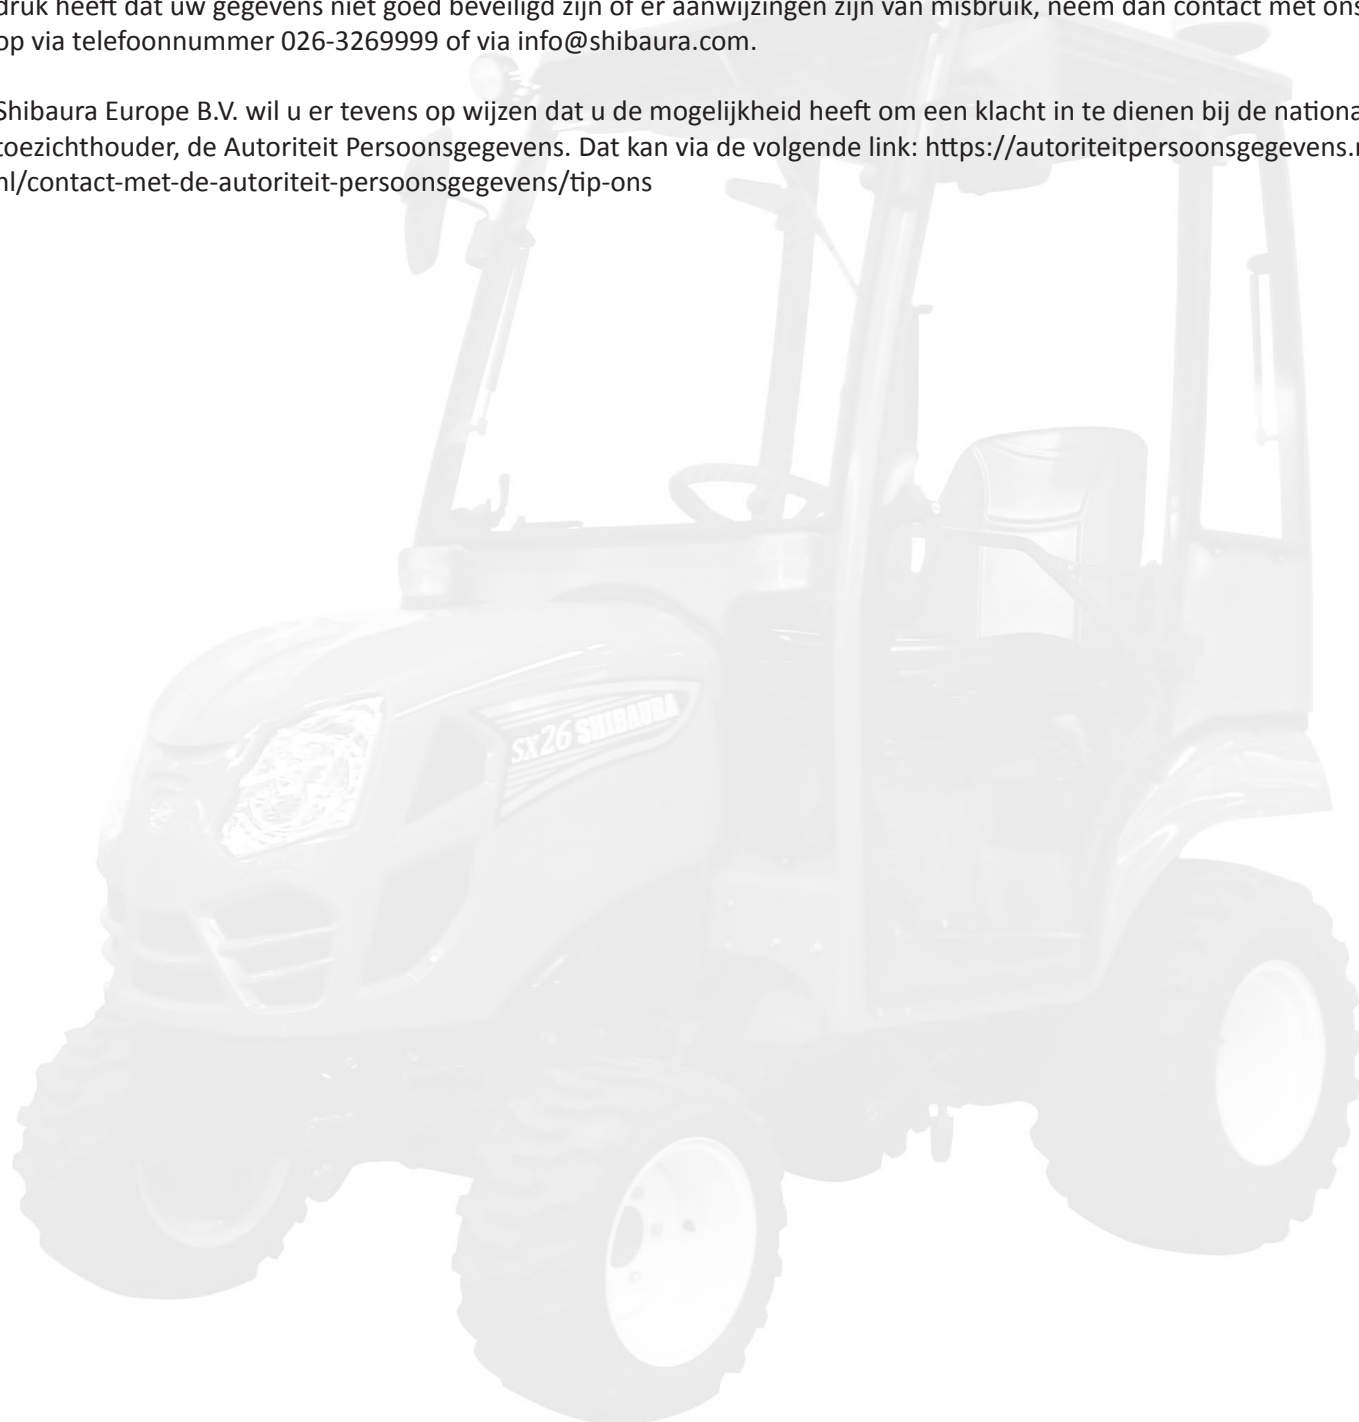 druk heeft dat uw gegevens niet goed beveiligd zijn of er aanwijzingen zijn van misbruik, neem dan contact met ons
op via telefoonnummer 026-3269999 of via info@shibaura.com.
Shibaura Europe B.V. wil u er tevens op wijzen dat u de mogelijkheid heeft om een klacht in te dienen bij de nationa
toezichthouder, de Autoriteit Persoonsgegevens. Dat kan via de volgende link: https://autoriteitpersoonsgegevens.n
nl/contact-met-de-autoriteit-persoonsgegevens/tip-ons
SX26 SHIBAURA